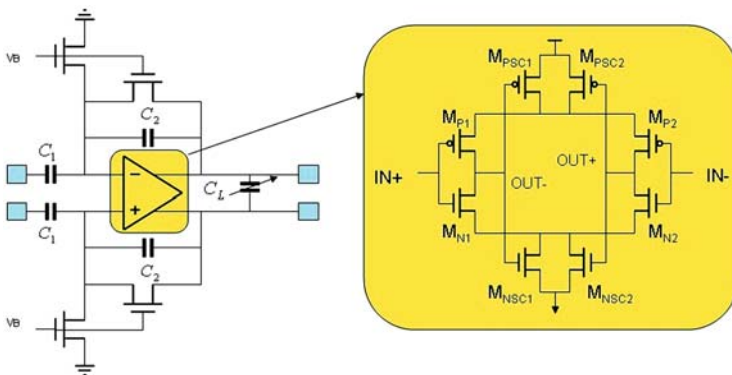 VB
C2
C1
−
+
CL
C1
C2
VB
MPSC1 MPSC2
MP1 MP2
IN+ OUT- OUT+ IN-
MN1 MN2
MNSC1 MNSC2